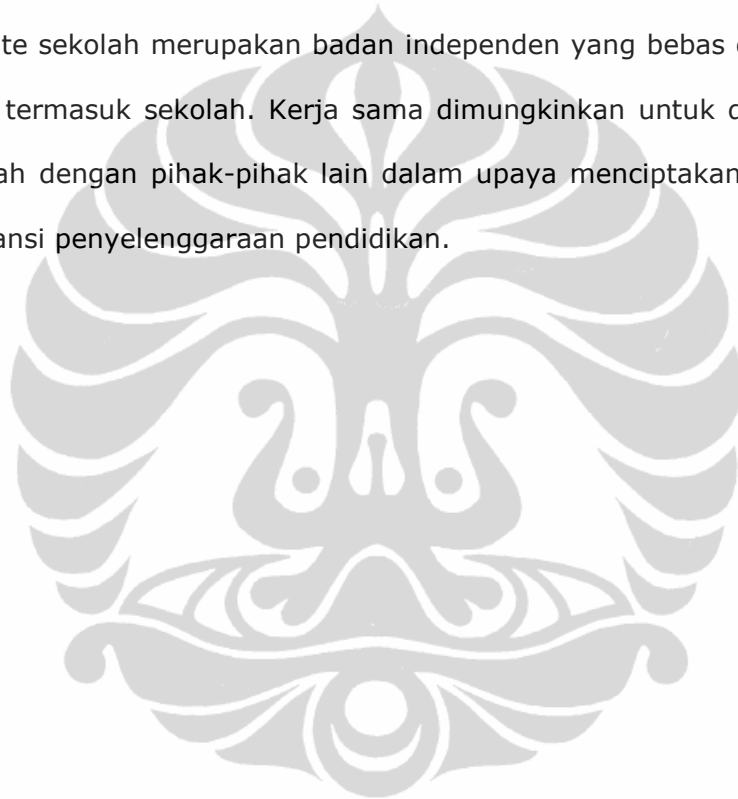 te sekolah merupakan badan independen yang bebas
termasuk sekolah. Kerja sama dimungkinkan untuk
ah dengan pihak-pihak lain dalam upaya menciptakan
ansi penyelenggaraan pendidikan.